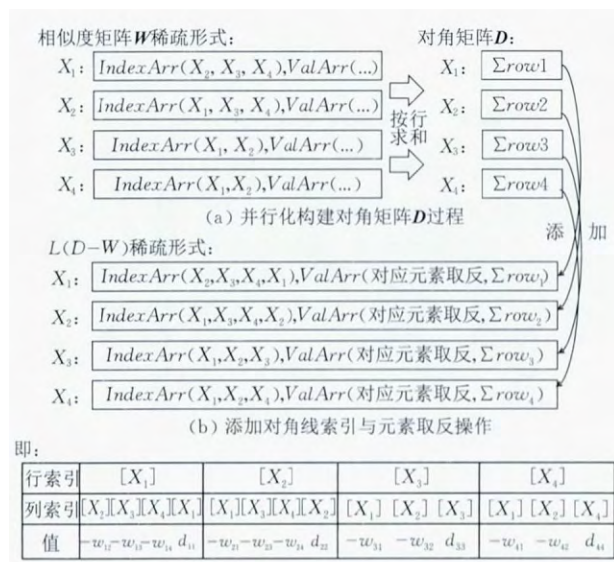 相似度矩阵W稀疏形式: 对角矩阵D:
X₁: IndexArr(X₂, X₃, X₄),ValArr(...) X₁: Σrow1
X₂: IndexArr(X₁, X₃, X₄),ValArr(...) X₂: Σrow2
按行
求和
X₃: IndexArr(X₁, X₂),ValArr(...) X₃: Σrow3
X₄: IndexArr(X₁,X₂),ValArr(...) X₄: Σrow4
(a) 并行化构建对角矩阵D过程
添 加
L(D-W)稀疏形式:
X₁: IndexArr(X₂,X₃,X₄,X₁),ValArr(对应元素取反,Σrow₁)
X₂: IndexArr(X₁,X₃,X₄,X₂),ValArr(对应元素取反,Σrow₂)
X₃: IndexArr(X₁,X₂,X₃),ValArr(对应元素取反,Σrow₃)
X₄: IndexArr(X₁,X₂,X₄),ValArr(对应元素取反,Σrow₄)
(b) 添加对角线索引与元素取反操作
即:
行索引 [X₁] [X₂] [X₃] [X₄]
列索引 [X₂][X₃][X₄][X₁] [X₁][X₃][X₄][X₂] [X₁] [X₂] [X₃] [X₁] [X₂] [X₄]
值 -w₁₂-w₁₃-w₁₄ d₁₁ -w₂₁-w₂₃-w₂₄ d₂₂ -w₃₁ -w₃₂ d₃₃ -w₄₁ -w₄₂ d₄₄